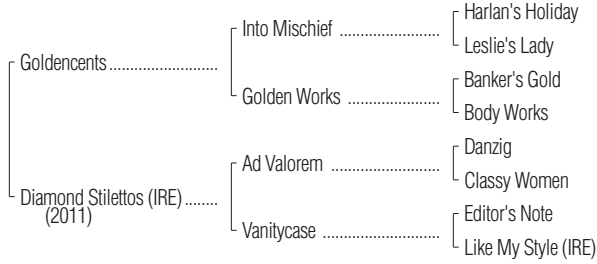 Harlan's Holiday
Into Mischief ....................
Leslie's Lady
Goldencents .....................
Banker's Gold
Golden Works ..................
Body Works
Danzig
Ad Valorem .....................
Classy Women
Diamond Stilettos (IRE) ......
(2011)
Editor's Note
Vanitycase .......................
Like My Style (IRE)